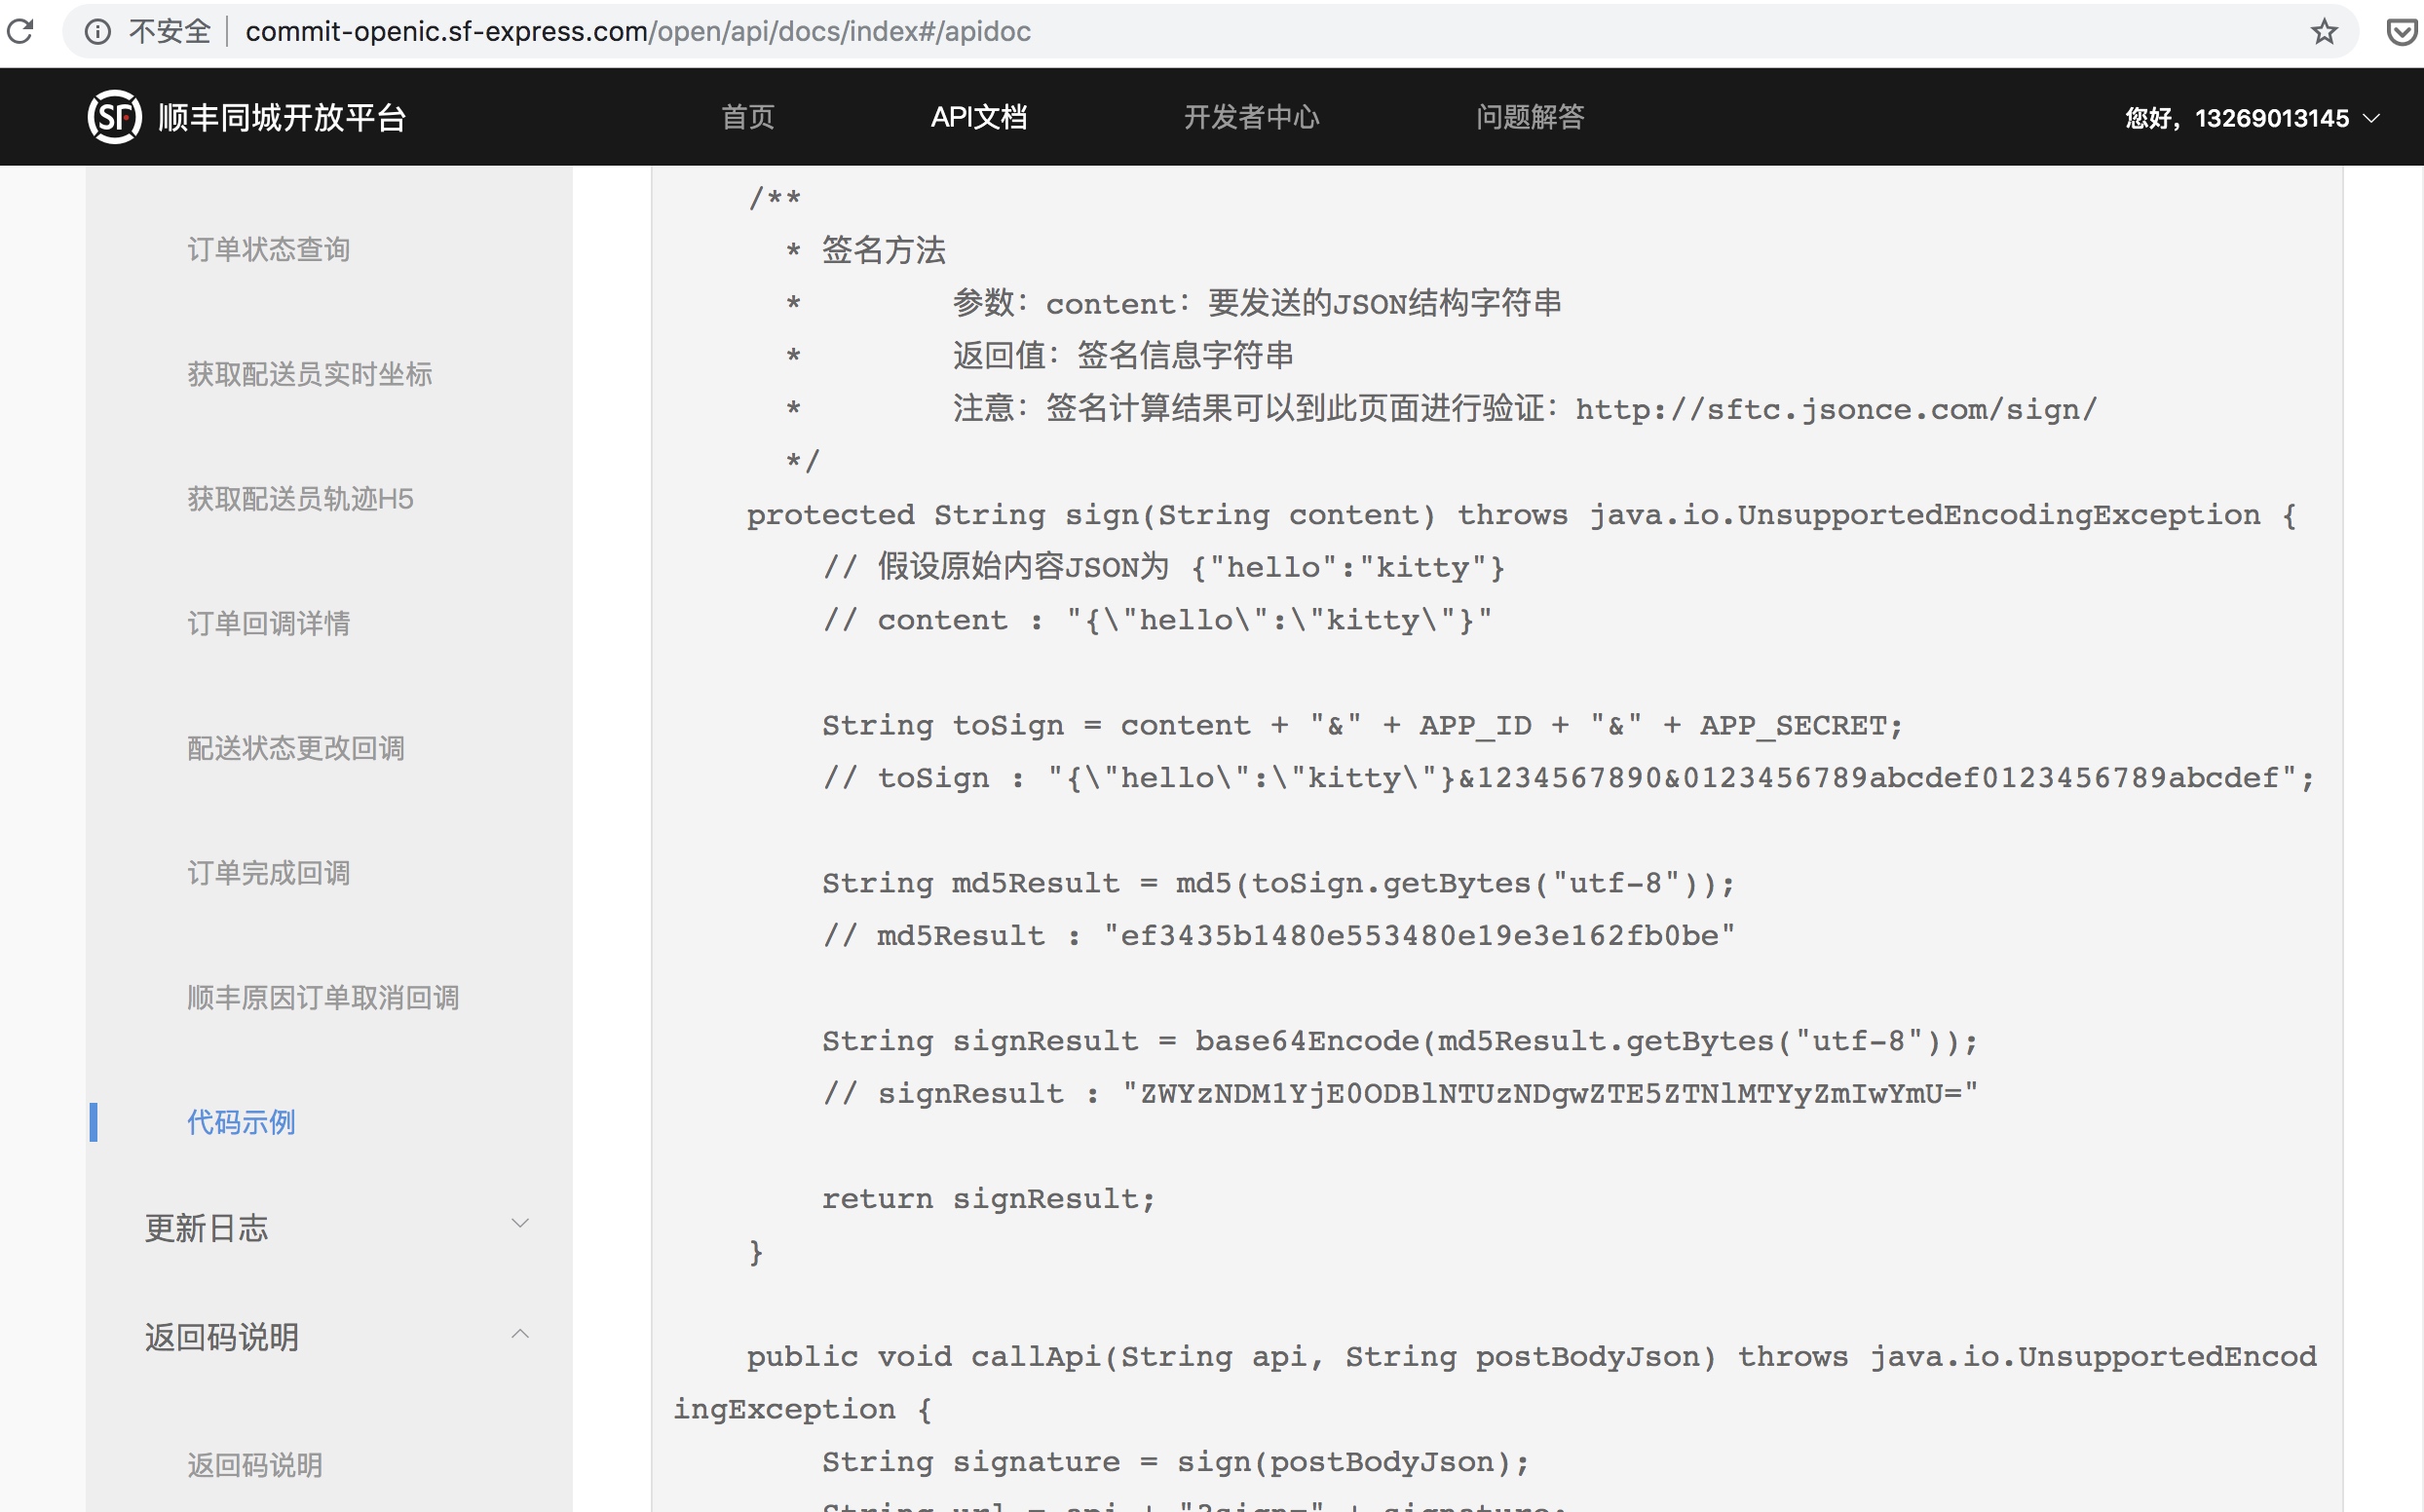 不安全 commit-openic.sf-express.com/open/api/docs/index#/apidoc
SF 顺丰同城开放平台 首页 API文档 开发者中心 问题解答 您好，13269013145
订单状态查询
获取配送员实时坐标
获取配送员轨迹H5
订单回调详情
配送状态更改回调
订单完成回调
顺丰原因订单取消回调
代码示例
更新日志
返回码说明
返回码说明
/**
* 签名方法
* 参数：content：要发送的JSON结构字符串
* 返回值：签名信息字符串
* 注意：签名计算结果可以到此页面进行验证：http://sftc.jsonce.com/sign/
*/
protected String sign(String content) throws java.io.UnsupportedEncodingException {
// 假设原始内容JSON为 {"hello":"kitty"}
// content : "{\"hello\":\"kitty\"}"
String toSign = content + "&" + APP_ID + "&" + APP_SECRET;
// toSign : "{\"hello\":\"kitty\"}&1234567890&0123456789abcdef0123456789abcdef";
String md5Result = md5(toSign.getBytes("utf-8"));
// md5Result : "ef3435b1480e553480e19e3e162fb0be"
String signResult = base64Encode(md5Result.getBytes("utf-8"));
// signResult : "ZWYzNDM1YjE0ODBlNTUzNDgwZTE5ZTNlMTYyZmIwYmU="
return signResult;
}
public void callApi(String api, String postBodyJson) throws java.io.UnsupportedEncod
ingException {
String signature = sign(postBodyJson);
String url = api + "?sign=" + signature;